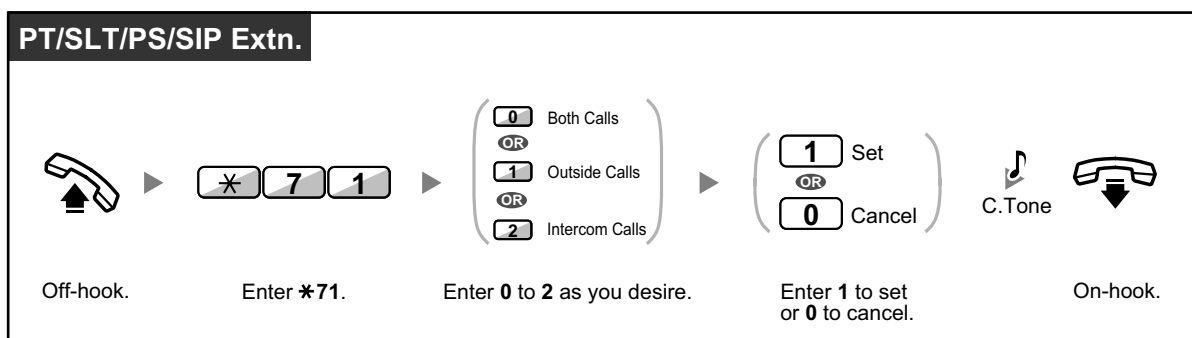 PT/SLT/PS/SIP Extn.
0 Both Calls
OR
1 Outside Calls
OR
2 Intercom Calls
✳ 7 1
1 Set
OR
0 Cancel
C.Tone
Off-hook.
Enter ✳71.
Enter 0 to 2 as you desire.
Enter 1 to set
or 0 to cancel.
On-hook.